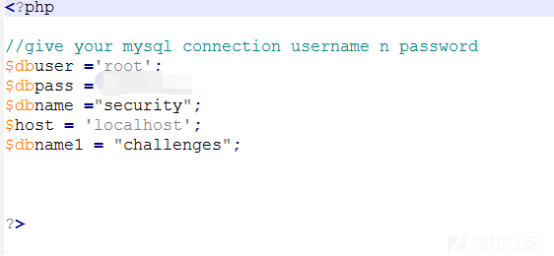 <?php
//give your mysql connection username n password
$dbuser ='root';
$dbpass =
$dbname ="security";
$host = 'localhost';
$dbname1 = "challenges";
?>
先知社区